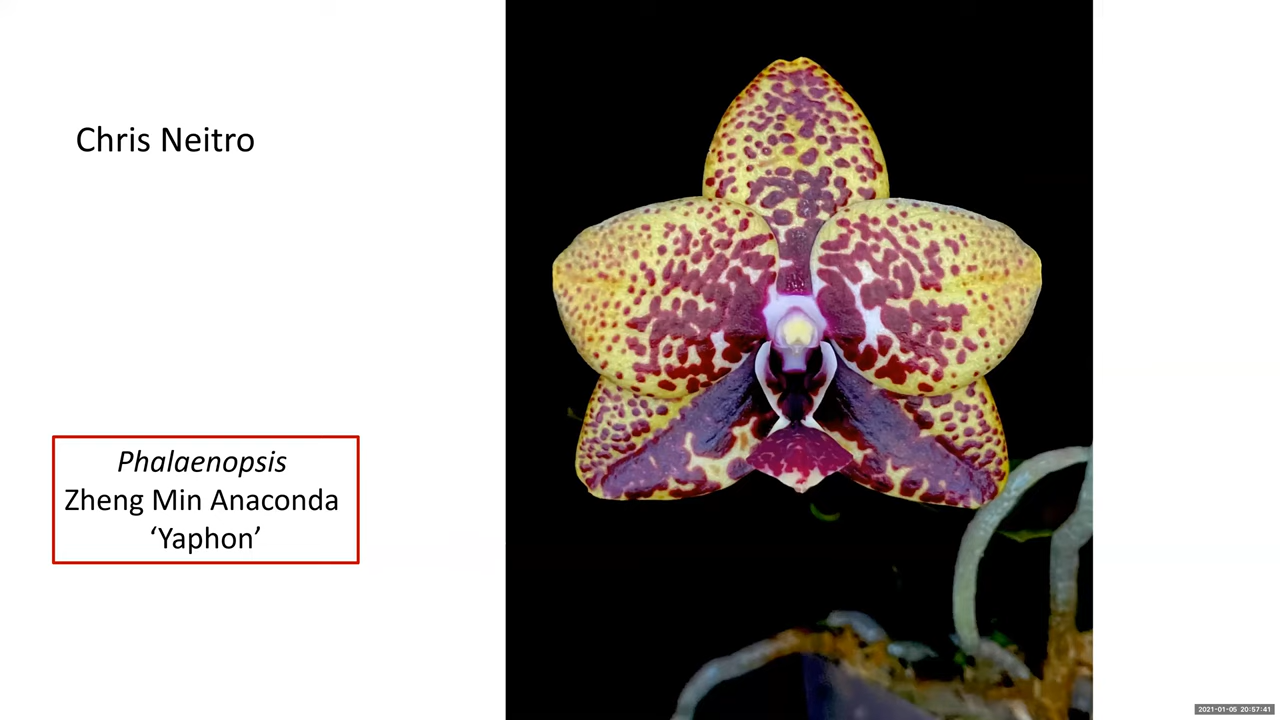 Chris Neitro
Phalaenopsis
Zheng Min Anaconda
‘Yaphon’
2021-01-05 20:57:41